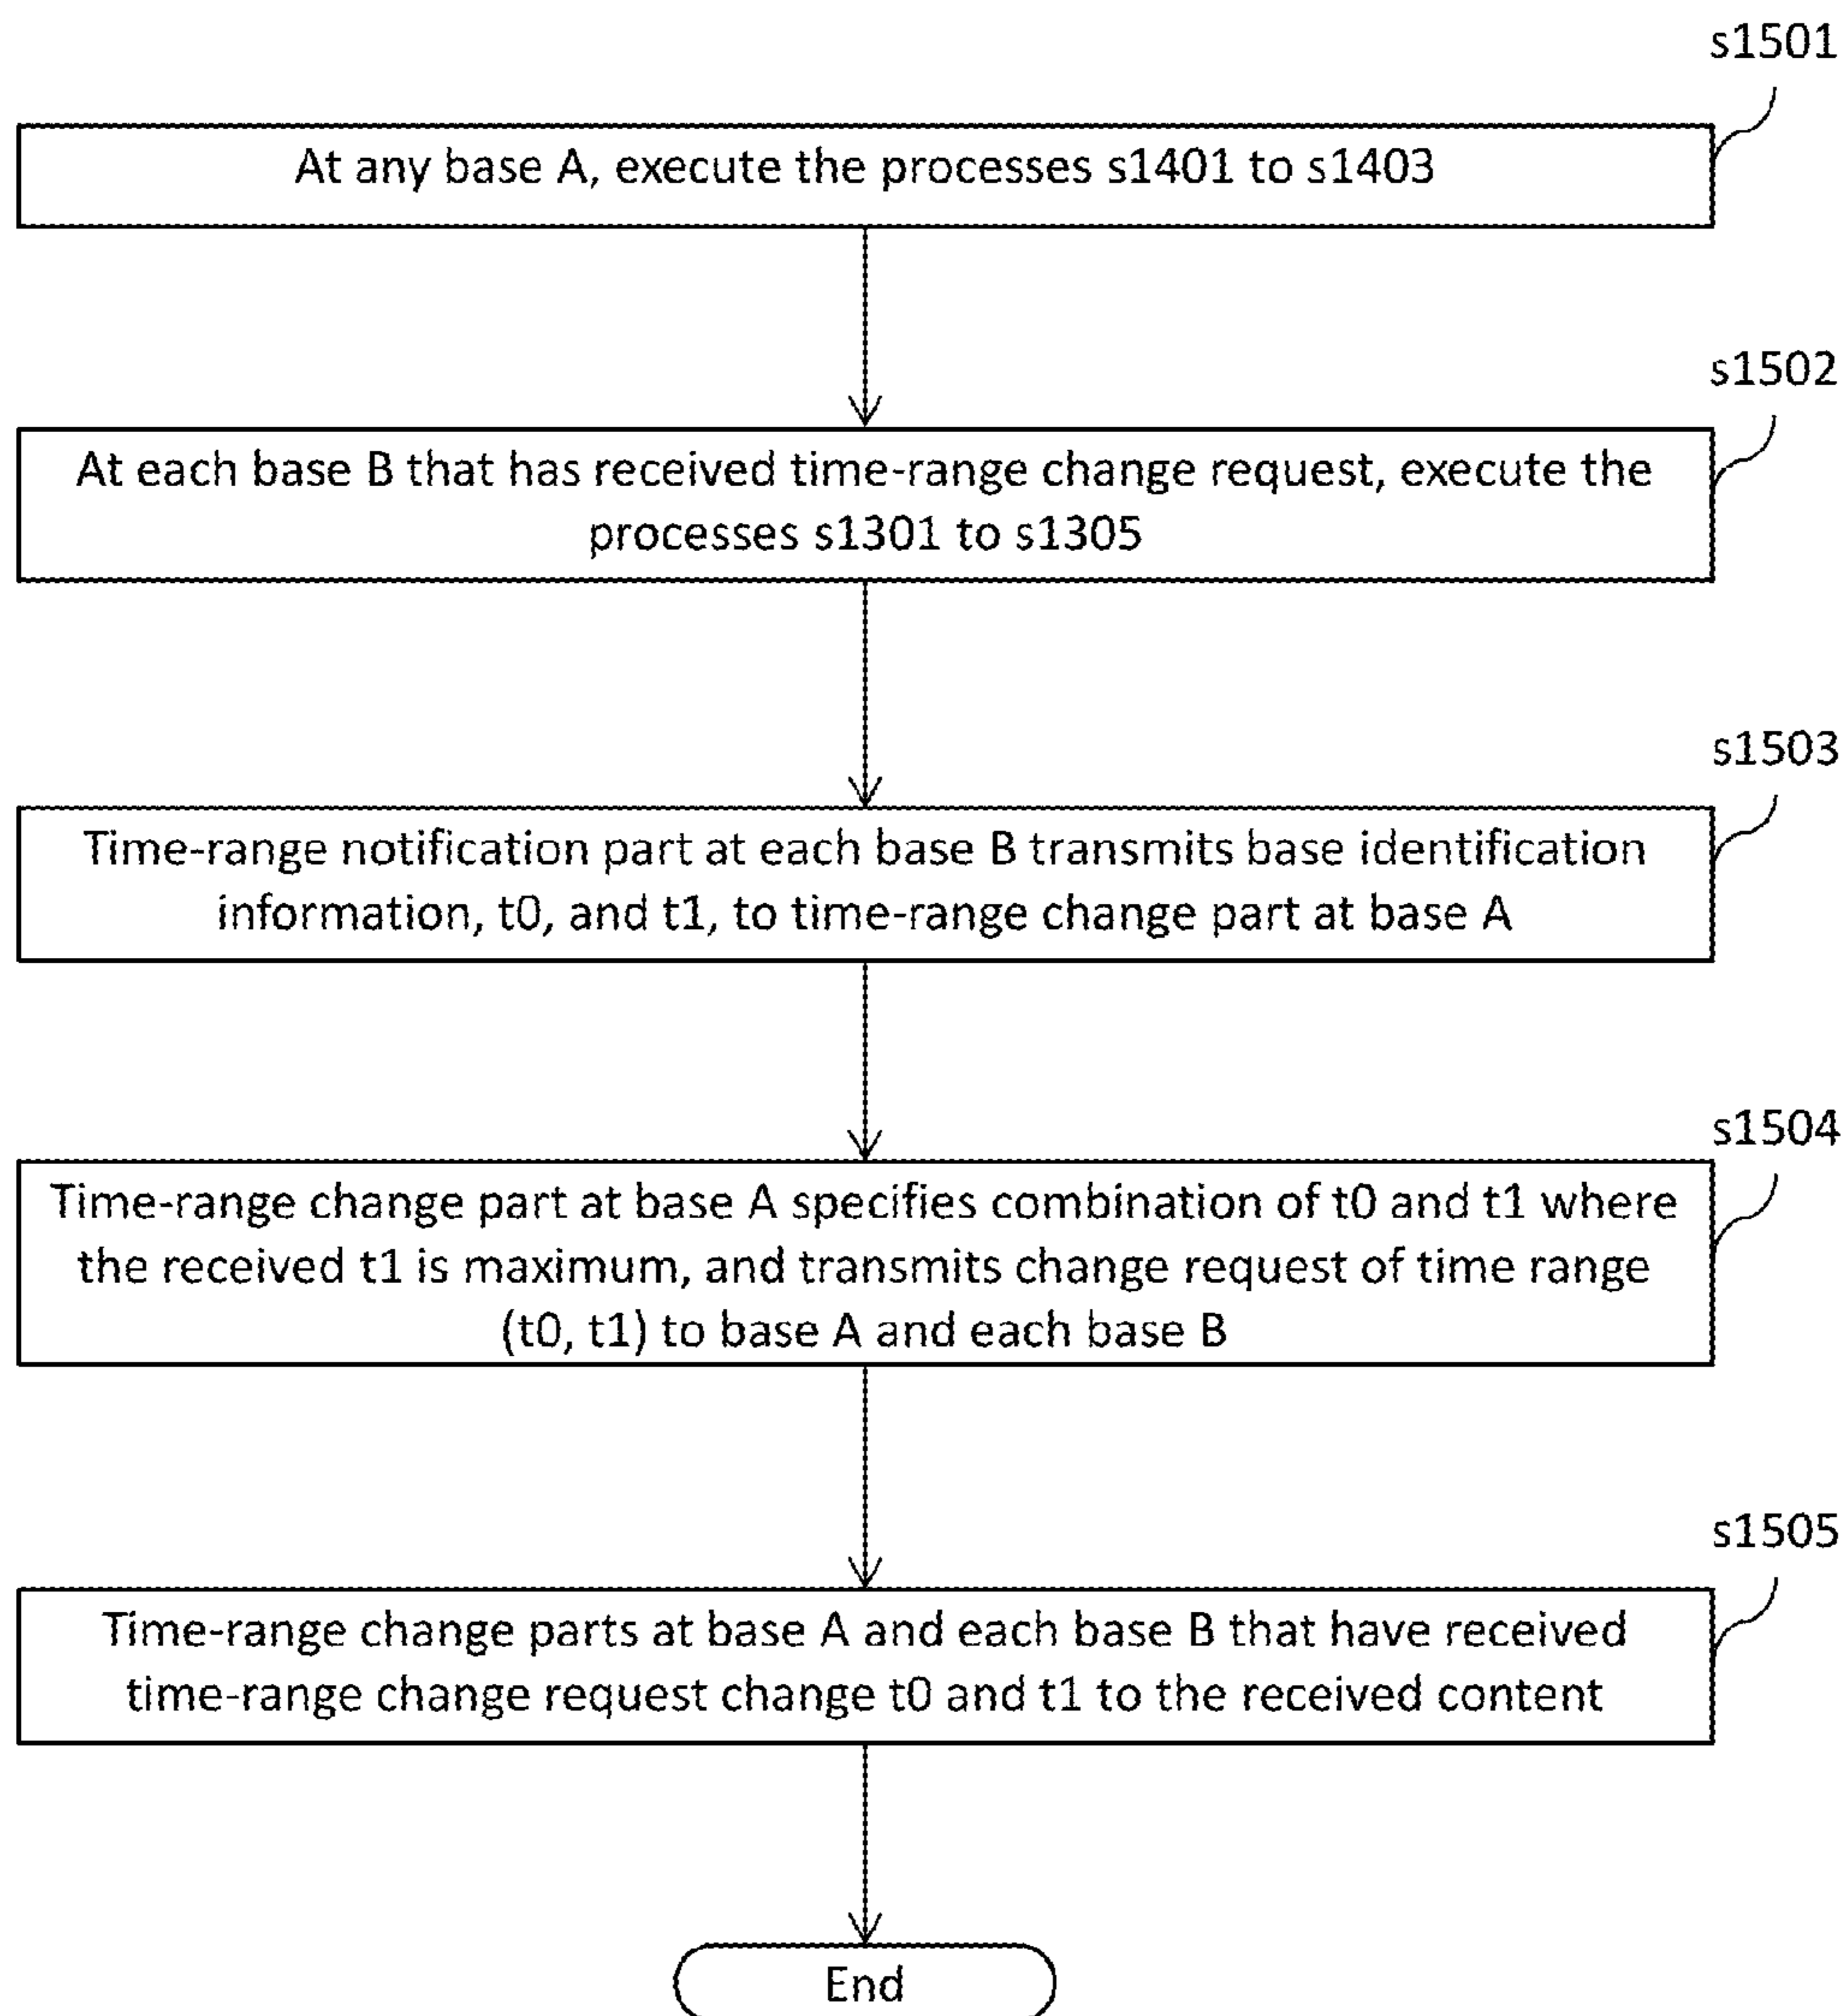 s1501
At any base A, execute the processes s1401 to s1403
s1502
At each base B that has received time-range change request, execute the
processes s1301 to s1305
s1503
Time-range notification part at each base B transmits base identification
information, t0, and t1, to time-range change part at base A
s1504
Time-range change part at base A specifies combination of t0 and t1 where
the received t1 is maximum, and transmits change request of time range
(t0, t1) to base A and each base B
s1505
Time-range change parts at base A and each base B that have received
time-range change request change t0 and t1 to the received content
End